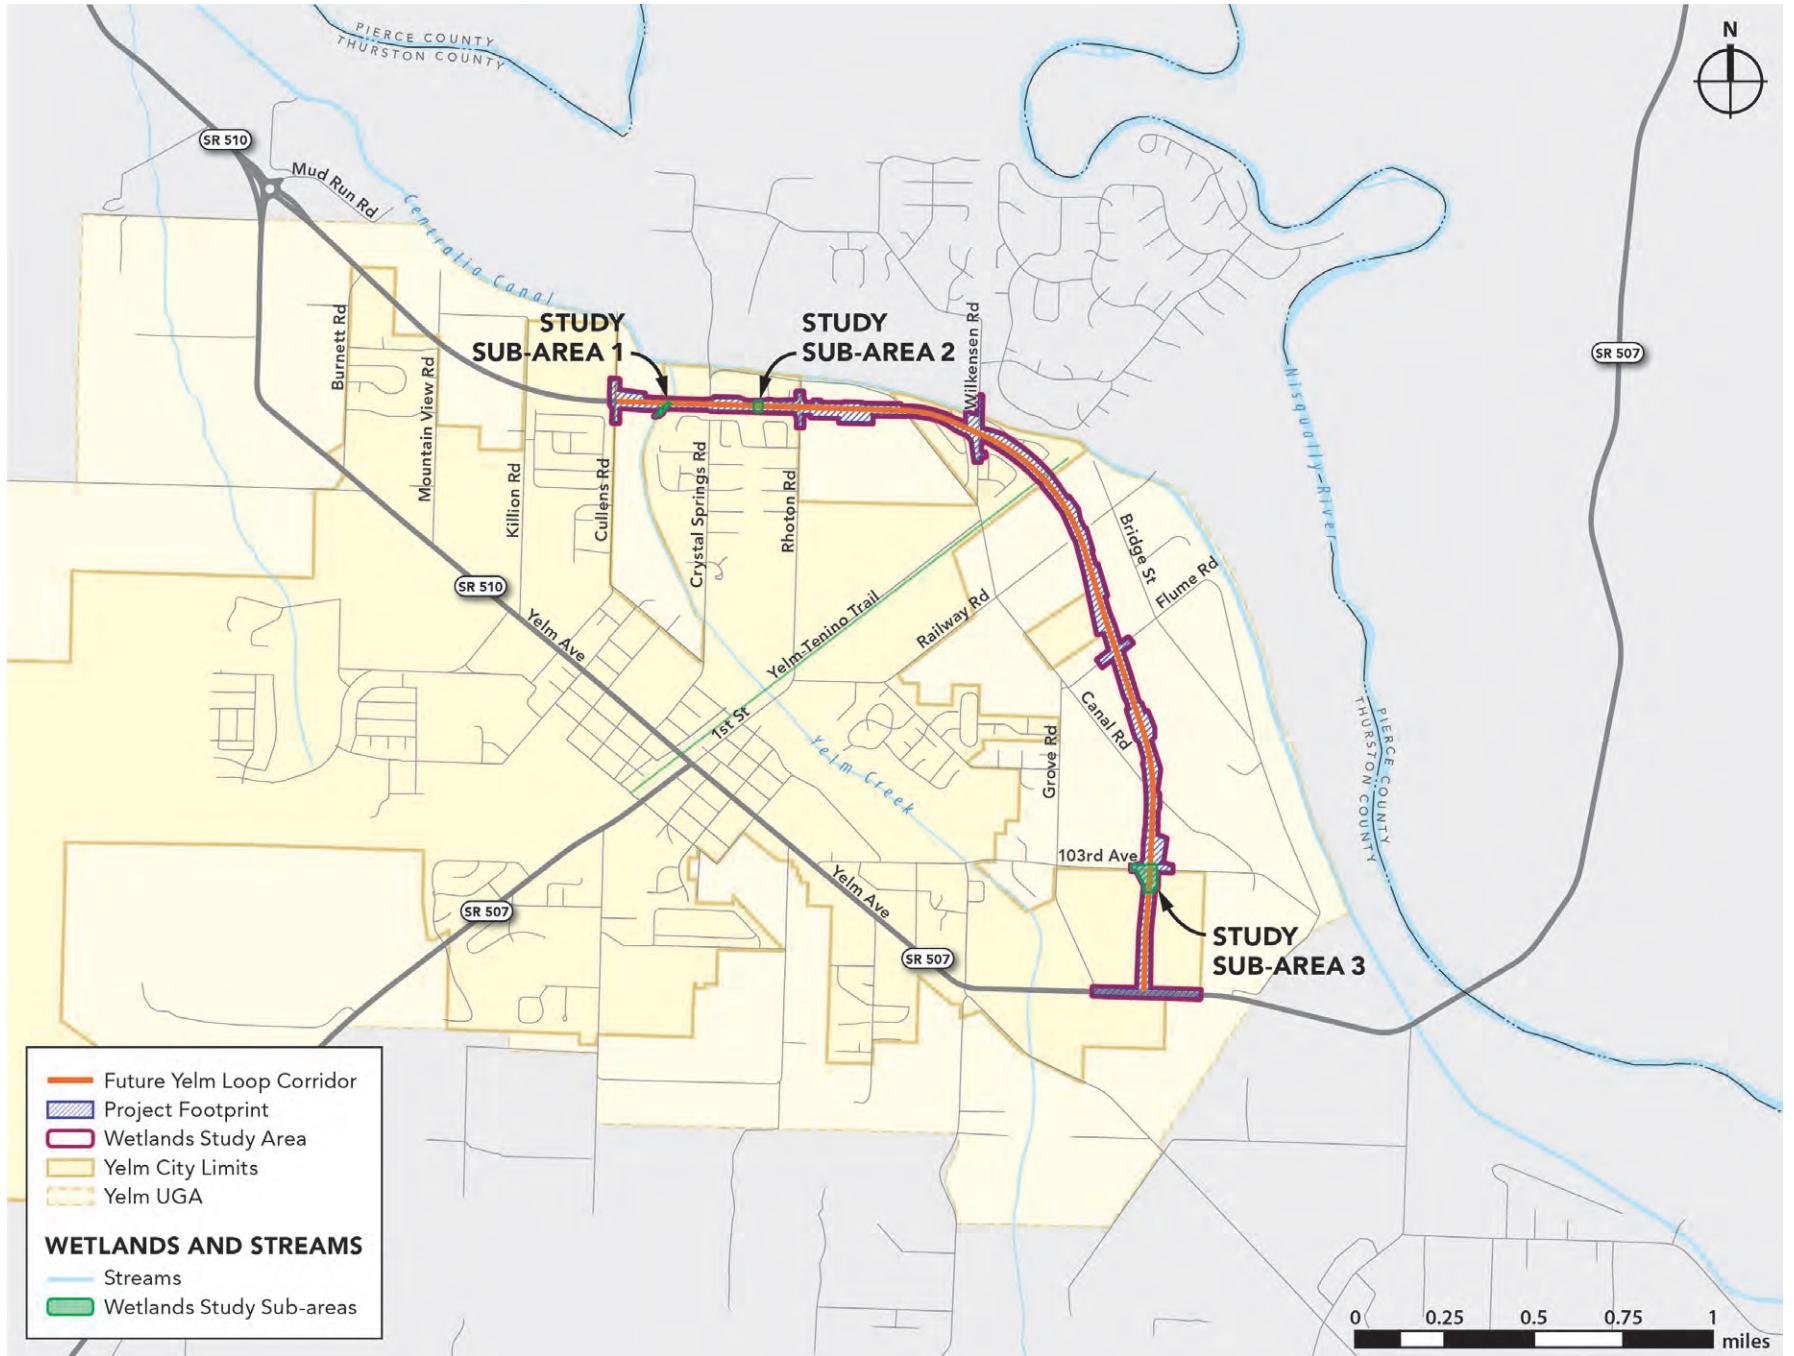 PIERCE COUNTY
THURSTON COUNTY
N
SR 510
Mud Run Rd
Centralia Canal
SR 507
Burnett Rd
Mountain View Rd
Killion Rd
Cullens Rd
STUDY
SUB-AREA 1
STUDY
SUB-AREA 2
Wilkensen Rd
Crystal Springs Rd
Rhoton Rd
Nisqually River
Bridge St
Flume Rd
SR 510
Yelm Ave
Yelm-Tenino Trail
Railway Rd
1st St
Yelm Creek
Canal Rd
Grove Rd
PIERCE COUNTY
THURSTON COUNTY
103rd Ave
Yelm Ave
SR 507
SR 507
STUDY
SUB-AREA 3
Future Yelm Loop Corridor
Project Footprint
Wetlands Study Area
Yelm City Limits
Yelm UGA
WETLANDS AND STREAMS
Streams
Wetlands Study Sub-areas
0 0.25 0.5 0.75 1
miles